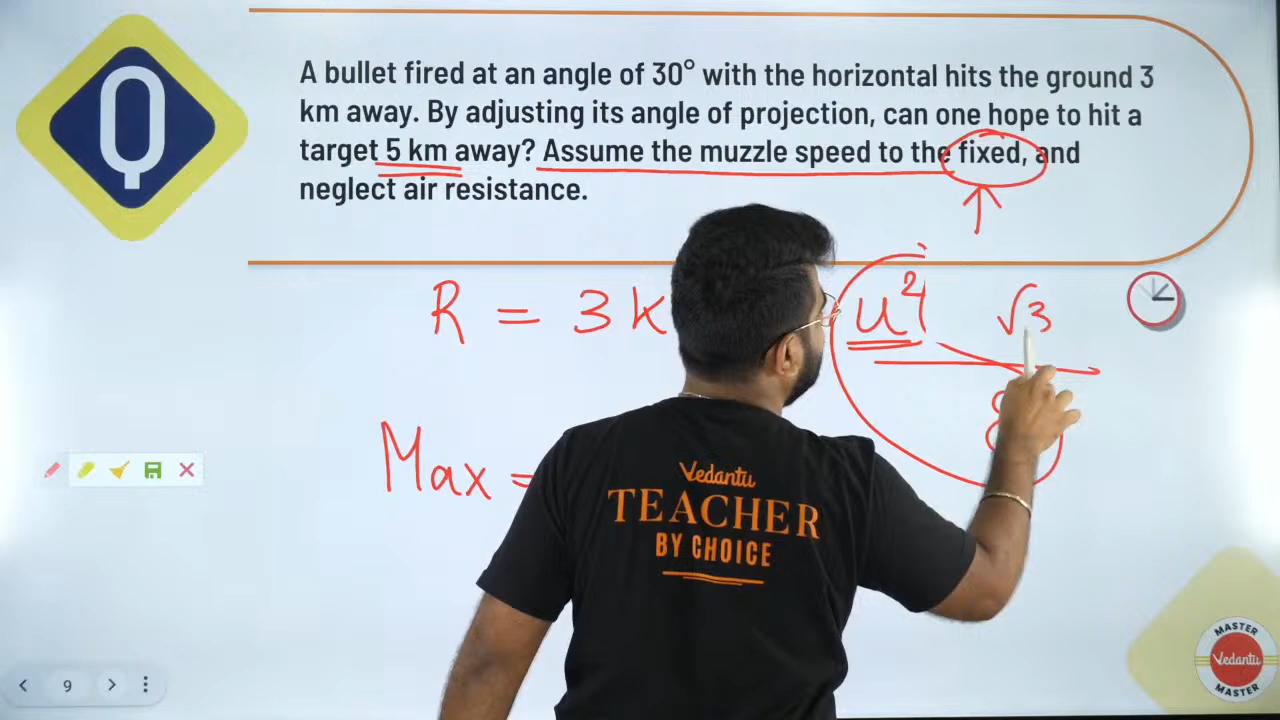 Q
A bullet fired at an angle of 30° with the horizontal hits the ground 3
km away. By adjusting its angle of projection, can one hope to hit a
target 5 km away? Assume the muzzle speed to the fixed, and
neglect air resistance.
R = 3 k
u² √3
Max =
Vedantu
TEACHER
BY CHOICE
9
MASTER
Vedantu
MASTER